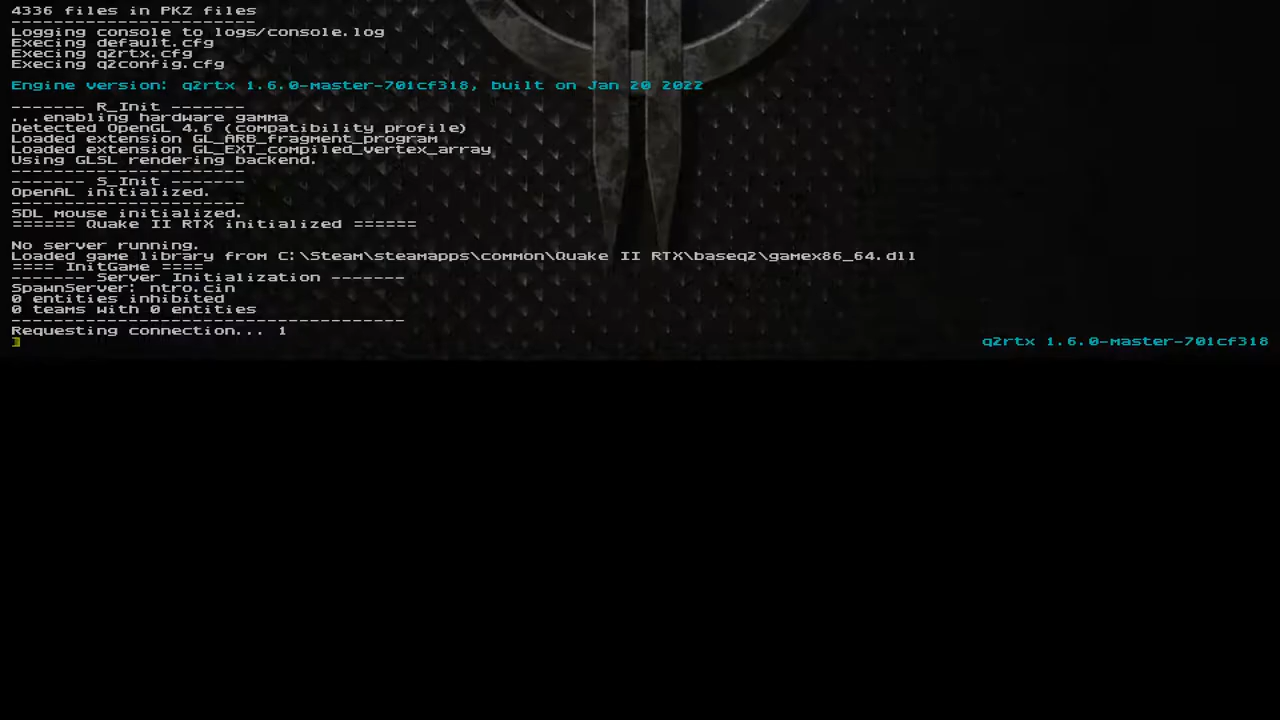 4336 files in PKZ files
----------------------
Logging console to logs/console.log
Execing default.cfg
Execing q2rtx.cfg
Execing q2config.cfg
Engine version: q2rtx 1.6.0-master-701cf318, built on Jan 20 2022
------- R_Init -------
...enabling hardware gamma
Detected OpenGL 4.6 (compatibility profile)
Loaded extension GL_ARB_fragment_program
Loaded extension GL_EXT_compiled_vertex_array
Using GLSL rendering backend.
----------------------
------- S_Init -------
OpenAL initialized.
----------------------
SDL mouse initialized.
====== Quake II RTX initialized ======
No server running.
Loaded game library from C:\Steam\steamapps\common\Quake II RTX\baseq2\gamex86_64.dll
==== InitGame ====
------- Server Initialization -------
SpawnServer: ntro.cin
0 entities inhibited
0 teams with 0 entities
-------------------------------------
Requesting connection... 1
]
q2rtx 1.6.0-master-701cf318